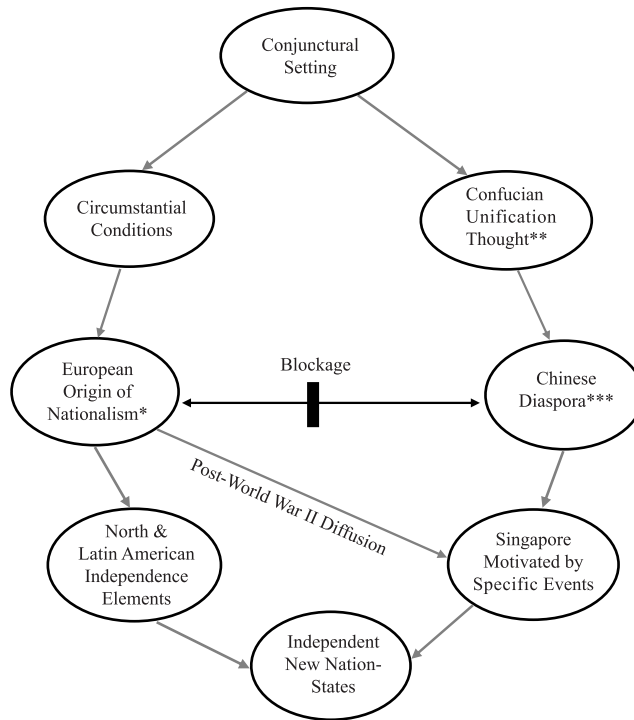 Conjunctural
Setting
Circumstantial
Conditions
Confucian
Unification
Thought**
European
Origin of
Nationalism*
Blockage
Chinese
Diaspora***
Post-World War II Diffusion
North &
Latin American
Independence
Elements
Singapore
Motivated by
Specific Events
Independent
New Nation-
States